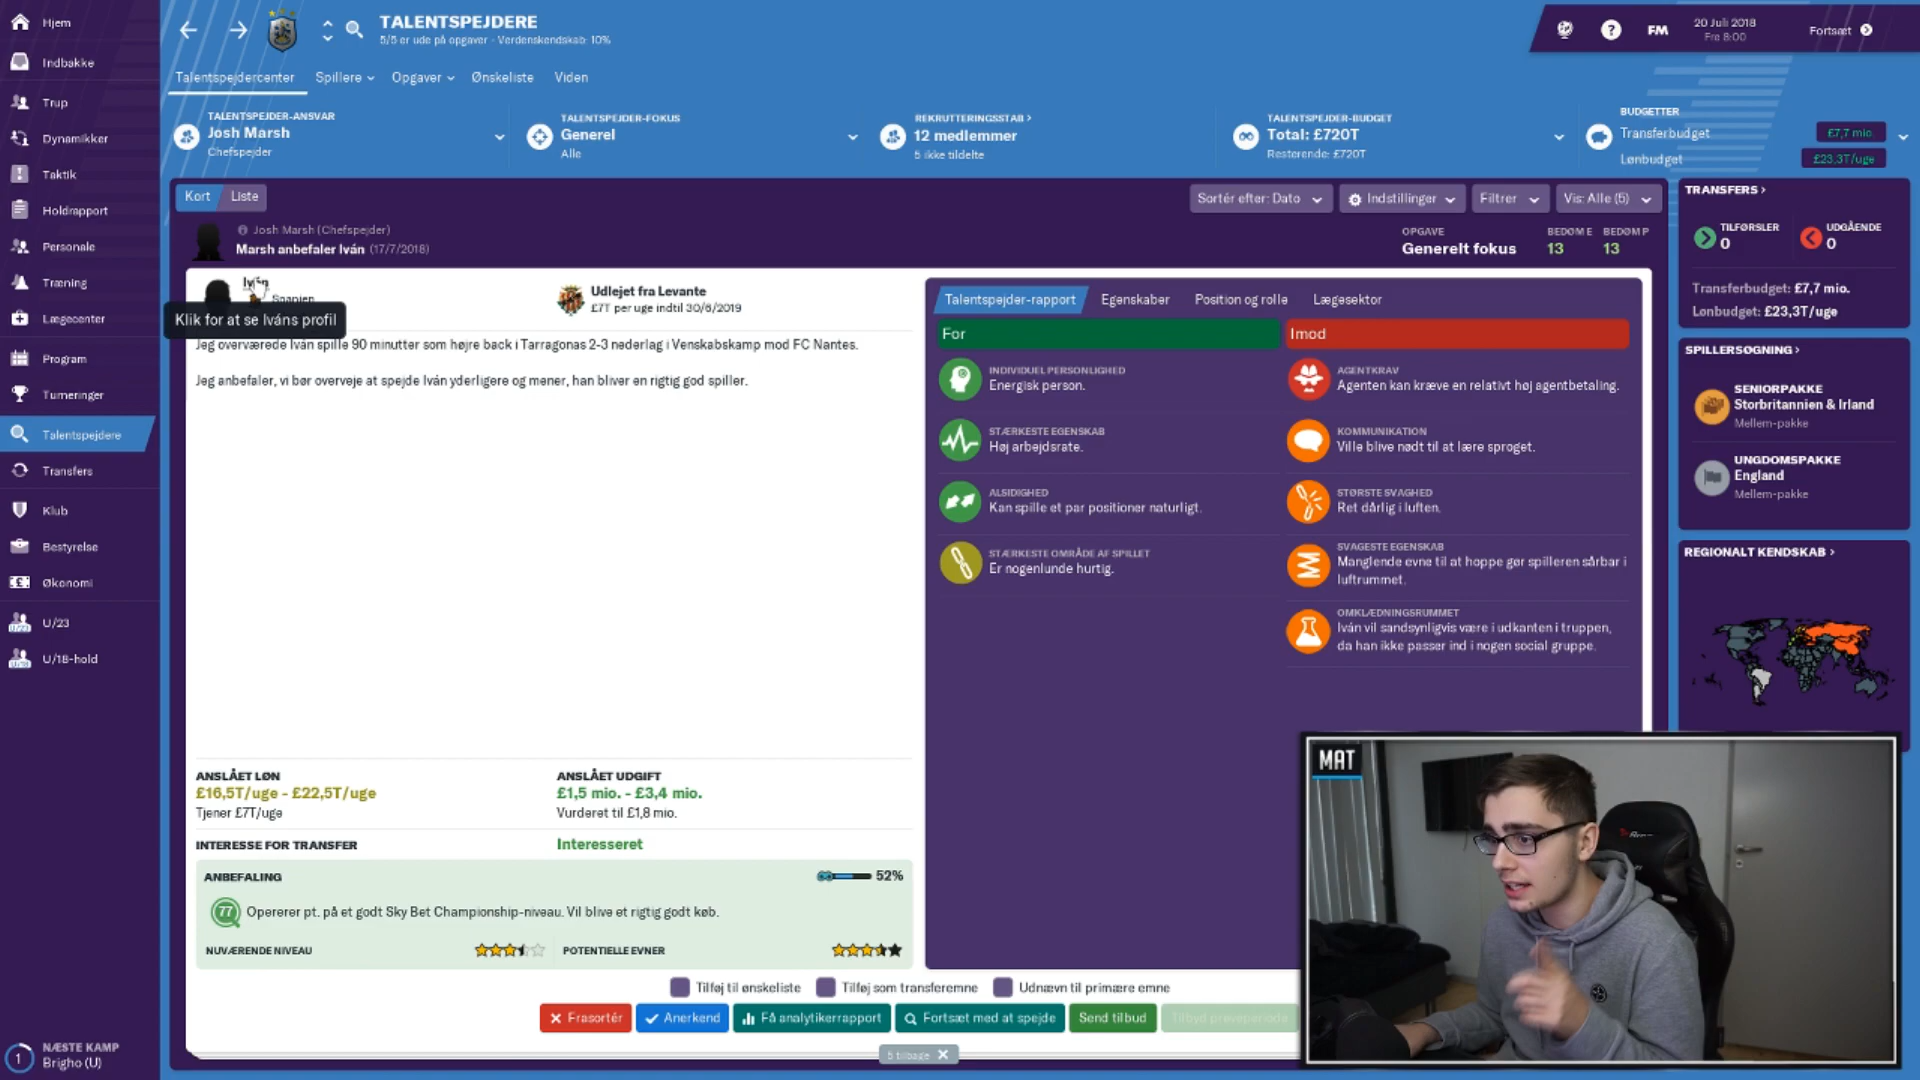 Hjem
Indbakke
Trup
Dynamikker
Taktik
Holdrapport
Personale
Træning
Lægecenter
Program
Turneringer
Talentspejdere
Transfers
Klub
Bestyrelse
Økonomi
U/23
U/18-hold
1
NÆSTE KAMP
Brigho (U)
TALENTSPEJDERE
5/5 er ude på opgaver - Verdenskendskab: 10%
FM
20 Juli 2018
Fre 8:00
Fortsæt
Talentspejdercenter
Spillere
Opgaver
Ønskeliste
Viden
TALENTSPEJDER-ANSVAR
Josh Marsh
Chefspejder
TALENTSPEJDER-FOKUS
Generel
Alle
REKRUTTERINGSSTAB >
12 medlemmer
5 ikke tildelte
TALENTSPEJDER-BUDGET
Total: £720T
Resterende: £720T
BUDGETTER
Transferbudget
£7,7 mio.
Lønbudget
£23,3T/uge
Kort
Liste
Sortér efter: Dato
Indstillinger
Filtrer
Vis: Alle (5)
Josh Marsh (Chefspejder)
Marsh anbefaler Iván (17/7/2018)
OPGAVE
Generelt fokus
BEDØM E
13
BEDØM P
13
Iván
Spanien
Klik for at se Iváns profil
Udlejet fra Levante
£7T per uge indtil 30/6/2019
Jeg overværede Iván spille 90 minutter som højre back i Tarragonas 2-3 nederlag i Venskabskamp mod FC Nantes.
Jeg anbefaler, vi bør overveje at spejde Iván yderligere og mener, han bliver en rigtig god spiller.
ANSLÅET LØN
£16,5T/uge - £22,5T/uge
Tjener £7T/uge
ANSLÅET UDGIFT
£1,5 mio. - £3,4 mio.
Vurderet til £1,8 mio.
INTERESSE FOR TRANSFER
Interesseret
ANBEFALING
52%
77
Opererer pt. på et godt Sky Bet Championship-niveau. Vil blive et rigtig godt køb.
NUVÆRENDE NIVEAU
POTENTIELLE EVNER
Talentspejder-rapport
Egenskaber
Position og rolle
Lægesektor
For
INDIVIDUEL PERSONLIGHED
Energisk person.
STÆRKESTE EGENSKAB
Høj arbejdsrate.
ALSIDIGHED
Kan spille et par positioner naturligt.
STÆRKESTE OMRÅDE AF SPILLET
Er nogenlunde hurtig.
Imod
AGENTKRAV
Agenten kan kræve en relativt høj agentbetaling.
KOMMUNIKATION
Ville blive nødt til at lære sproget.
STØRSTE SVAGHED
Ret dårlig i luften.
SVAGESTE EGENSKAB
Manglende evne til at hoppe gør spilleren sårbar i
luftrummet.
OMKLÆDNINGSRUMMET
Iván vil sandsynligvis være i udkanten i truppen,
da han ikke passer ind i nogen social gruppe.
Tilføj til ønskeliste
Tilføj som transferemne
Udnævn til primære emne
Frasortér
Anerkend
Få analytikerrapport
Fortsæt med at spejde
Send tilbud
Tilbyd prøveperiode
5 tilbage
TRANSFERS >
TILFØRSLER
0
UDGÅENDE
0
Transferbudget: £7,7 mio.
Lønbudget: £23,3T/uge
SPILLERSØGNING >
SENIORPAKKE
Storbritannien & Irland
Mellem-pakke
UNGDOMSPAKKE
England
Mellem-pakke
REGIONALT KENDSKAB >
MAT